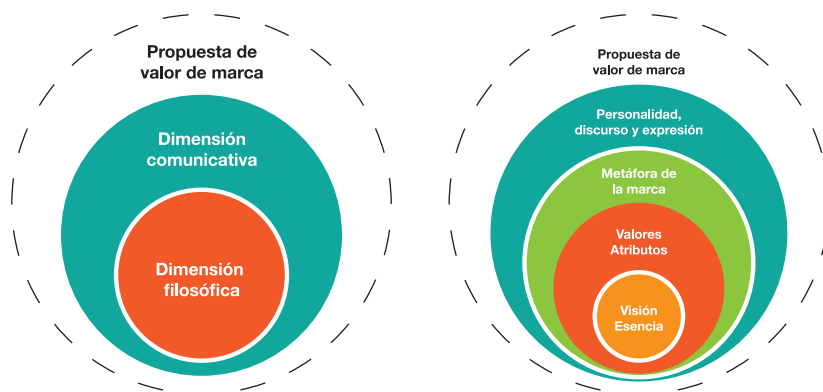 Propuesta de
valor de marca
Dimensión
comunicativa
Dimensión
filosófica
Propuesta de
valor de marca
Personalidad,
discurso y expresión
Metáfora de
la marca
Valores
Atributos
Visión
Esencia